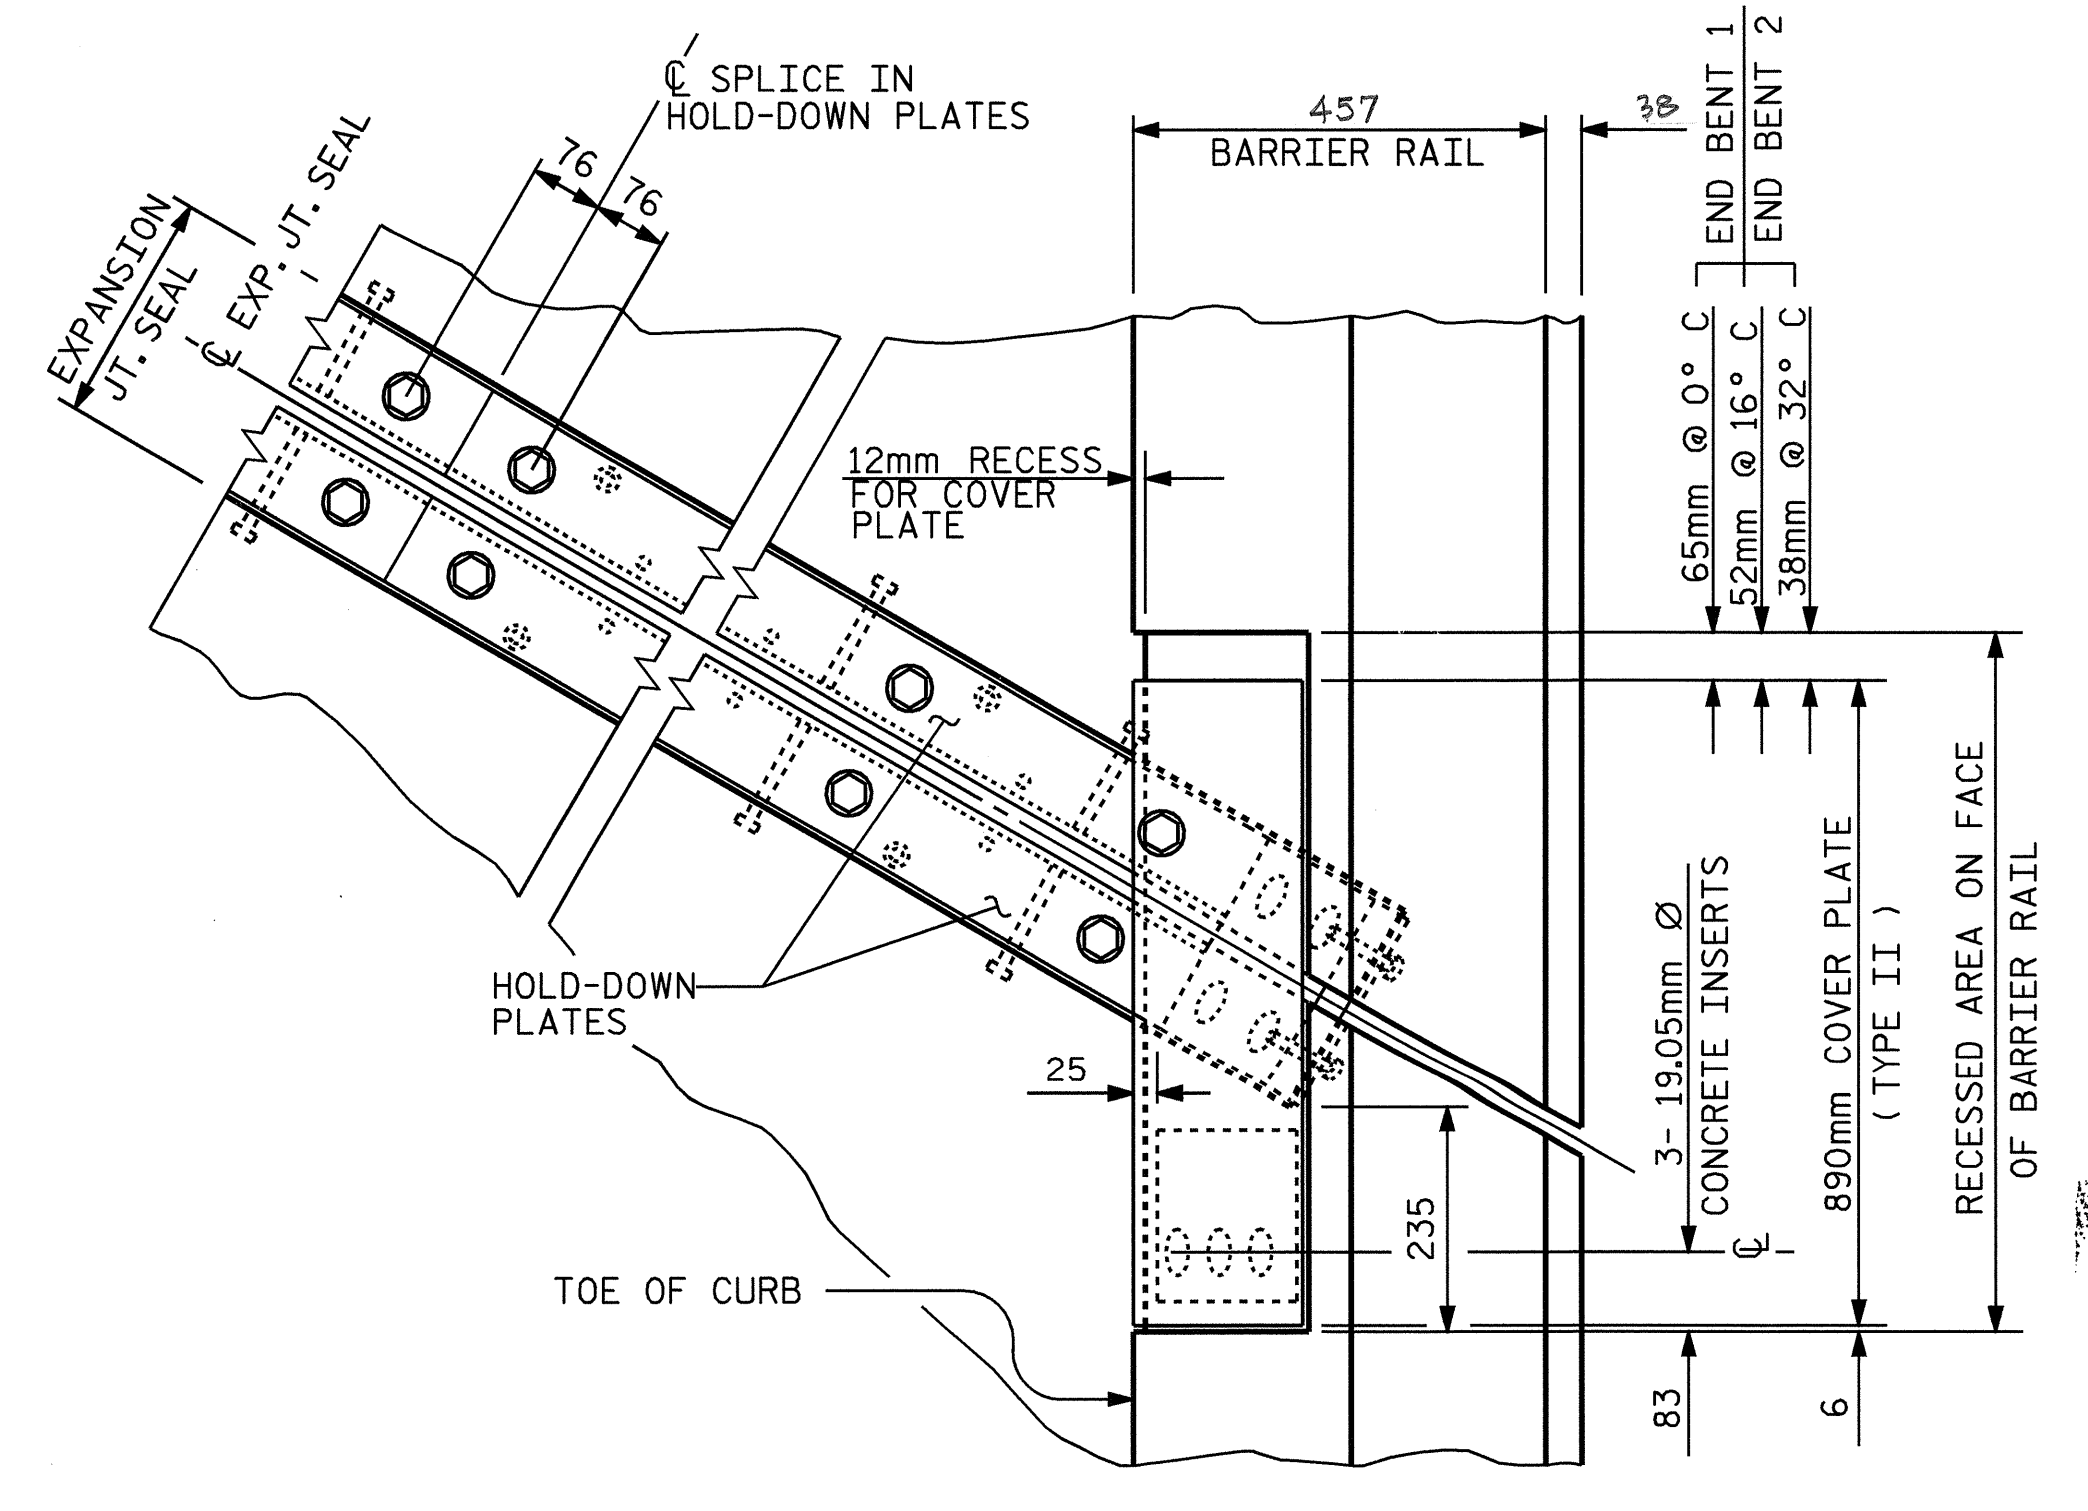 ℄ SPLICE IN
HOLD-DOWN PLATES
76
76
EXPANSION
JT. SEAL
℄ EXP. JT. SEAL
457
BARRIER RAIL
38
END BENT 1
END BENT 2
65mm @ 0° C
52mm @ 16° C
38mm @ 32° C
12mm RECESS
FOR COVER
PLATE
HOLD-DOWN
PLATES
25
235
3- 19.05mm Ø
CONCRETE INSERTS
℄
890mm COVER PLATE
( TYPE II )
RECESSED AREA ON FACE
OF BARRIER RAIL
TOE OF CURB
83
6